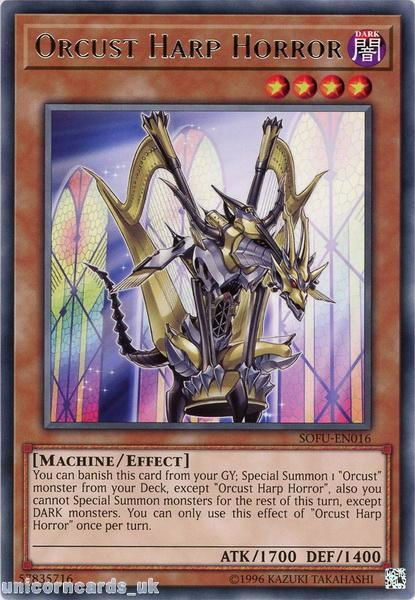 ORCUST HARP HORROR
DARK
闇
SOFU-EN016
[MACHINE/EFFECT]
You can banish this card from your GY; Special Summon 1 "Orcust"
monster from your Deck, except "Orcust Harp Horror", also you
cannot Special Summon monsters for the rest of this turn, except
DARK monsters. You can only use this effect of "Orcust Harp
Horror" once per turn.
ATK/1700 DEF/1400
57835716
©1996 KAZUKI TAKAHASHI
unicorncards_uk